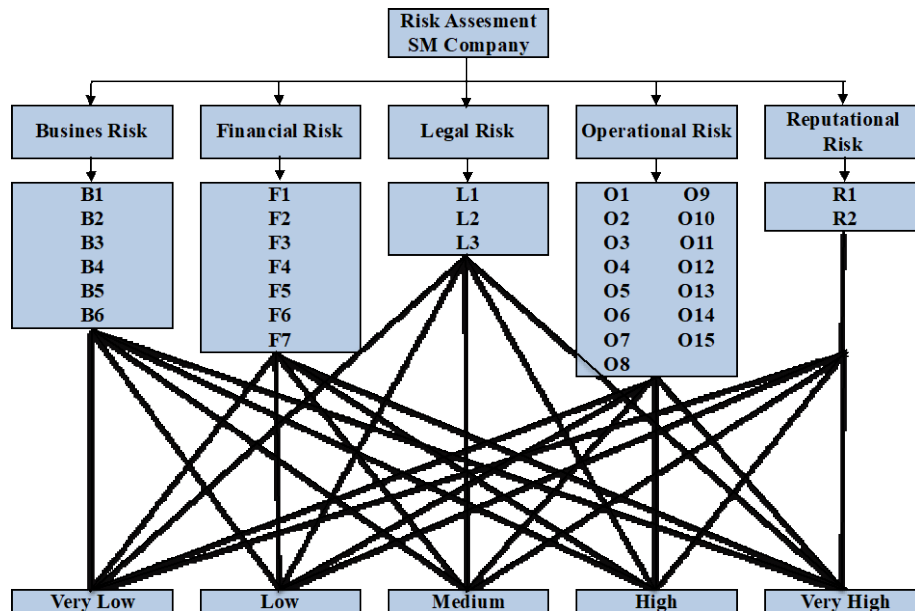 Risk Assesment
SM Company
Busines Risk
Financial Risk
Legal Risk
Operational Risk
Reputational
Risk
B1
B2
B3
B4
B5
B6
F1
F2
F3
F4
F5
F6
F7
L1
L2
L3
O1 O9
O2 O10
O3 O11
O4 O12
O5 O13
O6 O14
O7 O15
O8
R1
R2
Very Low
Low
Medium
High
Very High